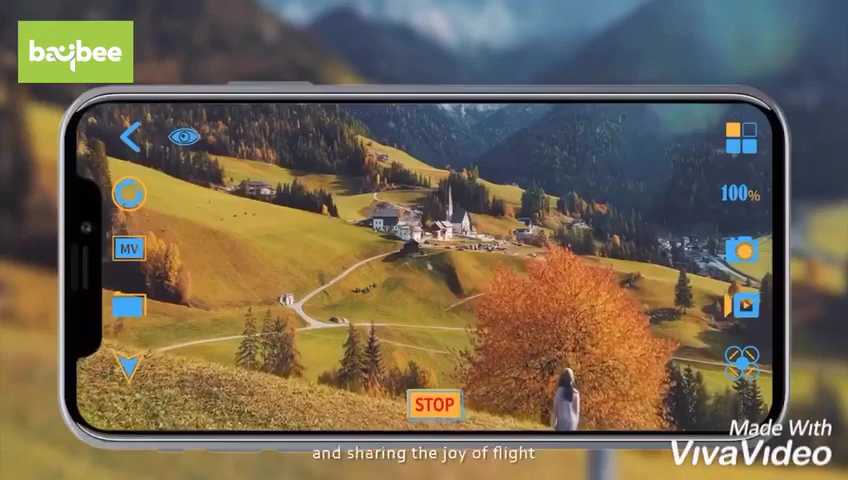 baybee
MV
100%
STOP
and sharing the joy of flight
Made With
VivaVideo